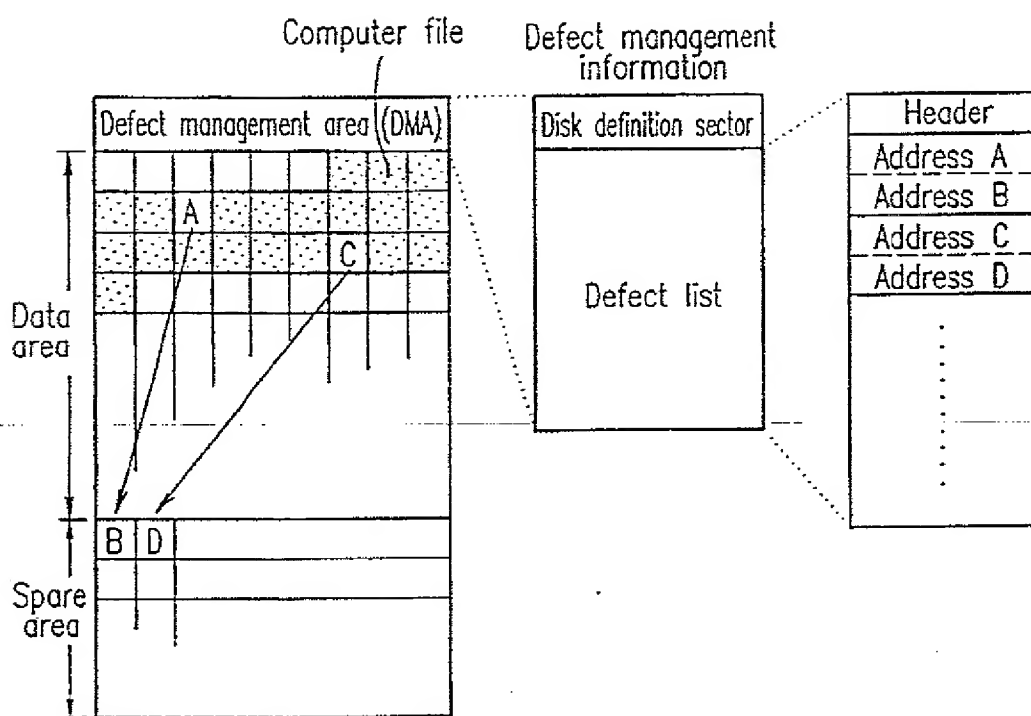 Computer file
Defect management
information
Defect management area (DMA)
Disk definition sector
Header
Address A
Address B
Address C
Address D
A
C
Data
area
Defect list
B D
Spare
area